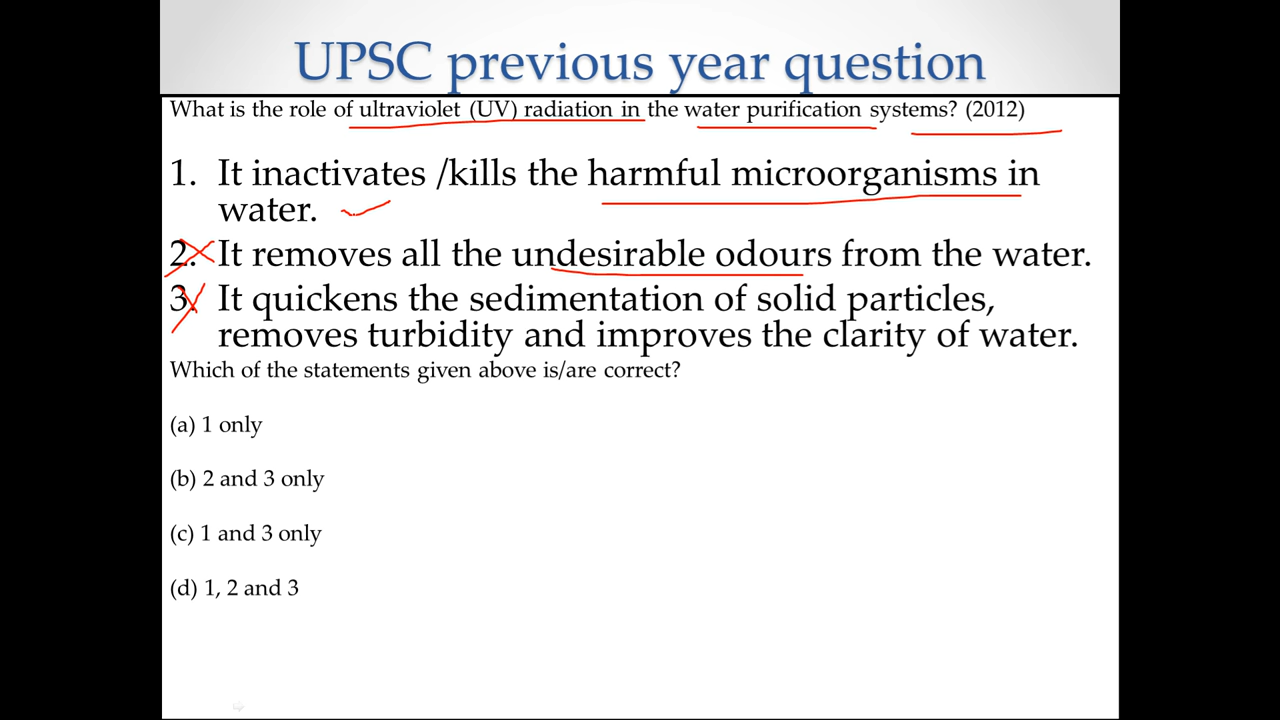 UPSC previous year question
What is the role of ultraviolet (UV) radiation in the water purification systems? (2012)
1. It inactivates /kills the harmful microorganisms in
water.
2. It removes all the undesirable odours from the water.
3. It quickens the sedimentation of solid particles,
removes turbidity and improves the clarity of water.
Which of the statements given above is/are correct?
(a) 1 only
(b) 2 and 3 only
(c) 1 and 3 only
(d) 1, 2 and 3